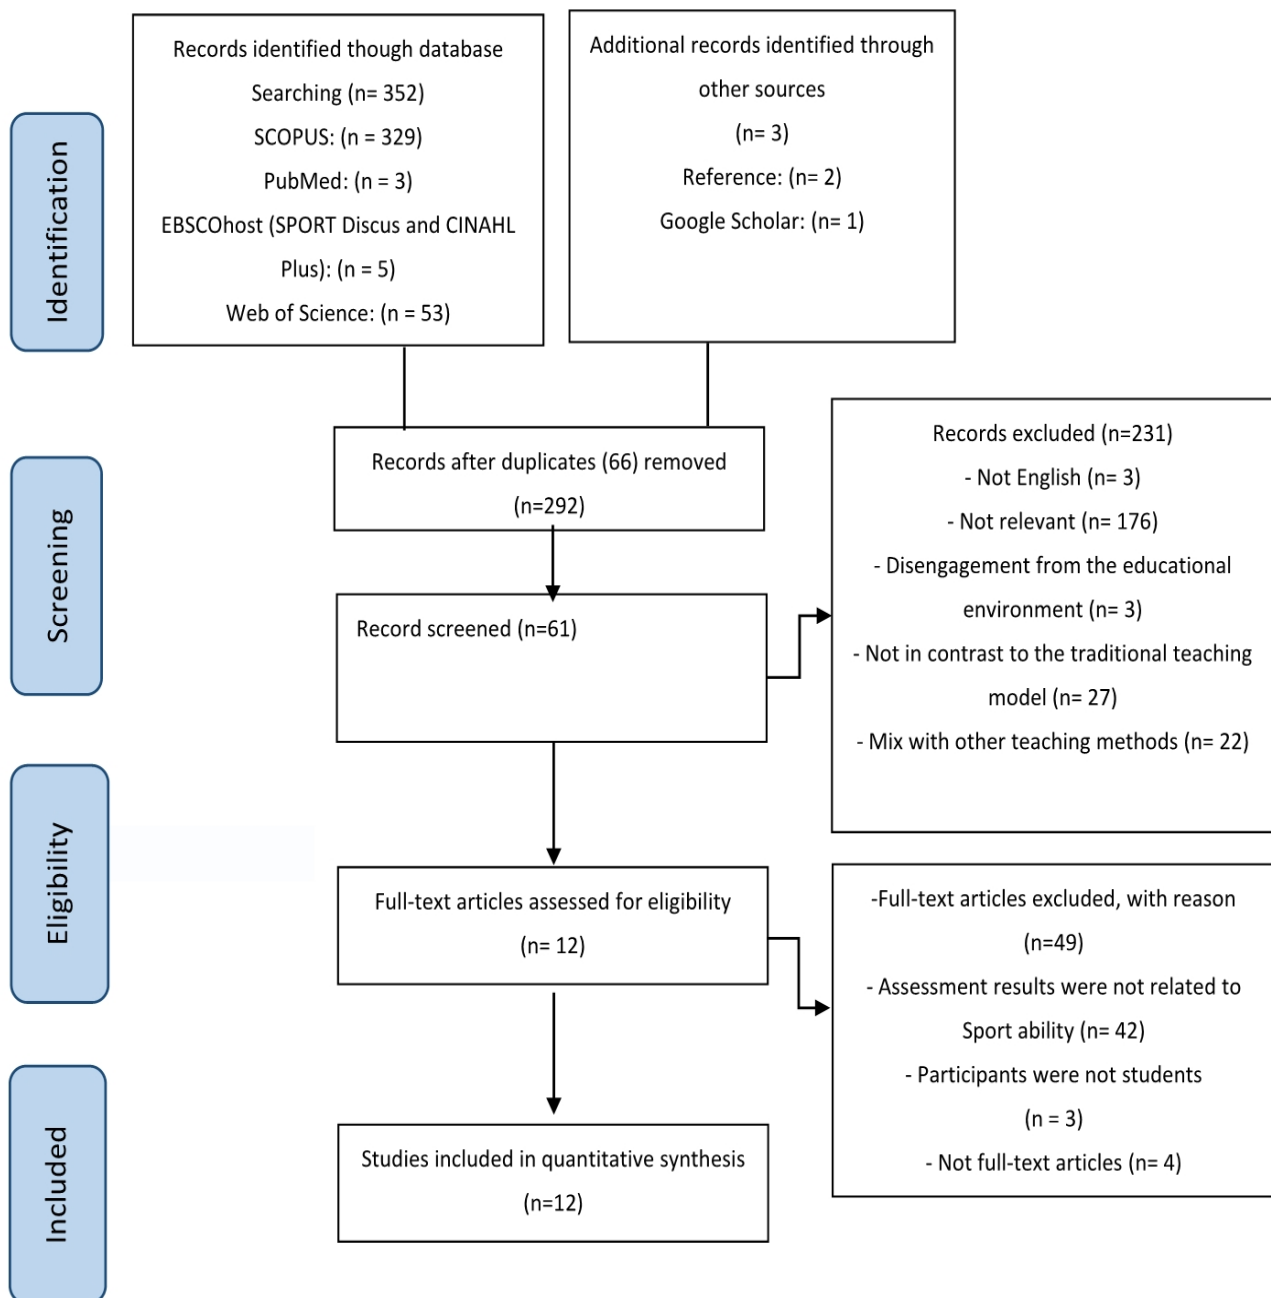 Identification
Records identified though database
Searching (n= 352)
SCOPUS: (n = 329)
PubMed: (n = 3)
EBSCOhost (SPORT Discus and CINAHL
Plus): (n = 5)
Web of Science: (n = 53)
Additional records identified through
other sources
(n= 3)
Reference: (n= 2)
Google Scholar: (n= 1)
Screening
Records after duplicates (66) removed
(n=292)
Record screened (n=61)
Records excluded (n=231)
- Not English (n= 3)
- Not relevant (n= 176)
- Disengagement from the educational
environment (n= 3)
- Not in contrast to the traditional teaching
model (n= 27)
- Mix with other teaching methods (n= 22)
Eligibility
Full-text articles assessed for eligibility
(n= 12)
-Full-text articles excluded, with reason
(n=49)
- Assessment results were not related to
Sport ability (n= 42)
- Participants were not students
(n = 3)
- Not full-text articles (n= 4)
Included
Studies included in quantitative synthesis
(n=12)